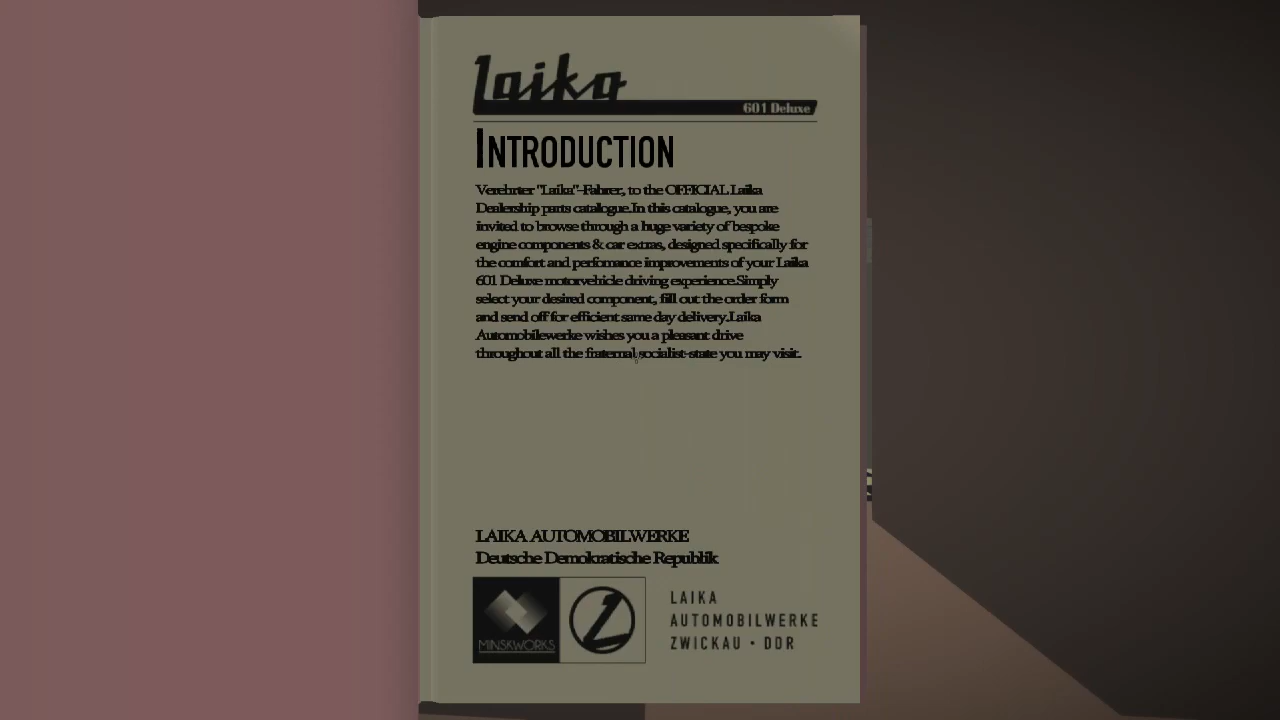 Laika
601 Deluxe
INTRODUCTION
Verehrter "Laika"-Fahrer, to the OFFICIAL Laika
Dealership parts catalogue.In this catalogue, you are
invited to browse through a huge variety of bespoke
engine components & car extras, designed specifically for
the comfort and perfomance improvements of your Laika
601 Deluxe motorvehicle driving experience.Simply
select your desired component, fill out the order form
and send off for efficient same day delivery.Laika
Automobilewerke wishes you a pleasant drive
throughout all the fraternal socialist-state you may visit.
LAIKA AUTOMOBILWERKE
Deutsche Demokratische Republik
MINSKWORKS
LAIKA
AUTOMOBILWERKE
ZWICKAU • DDR